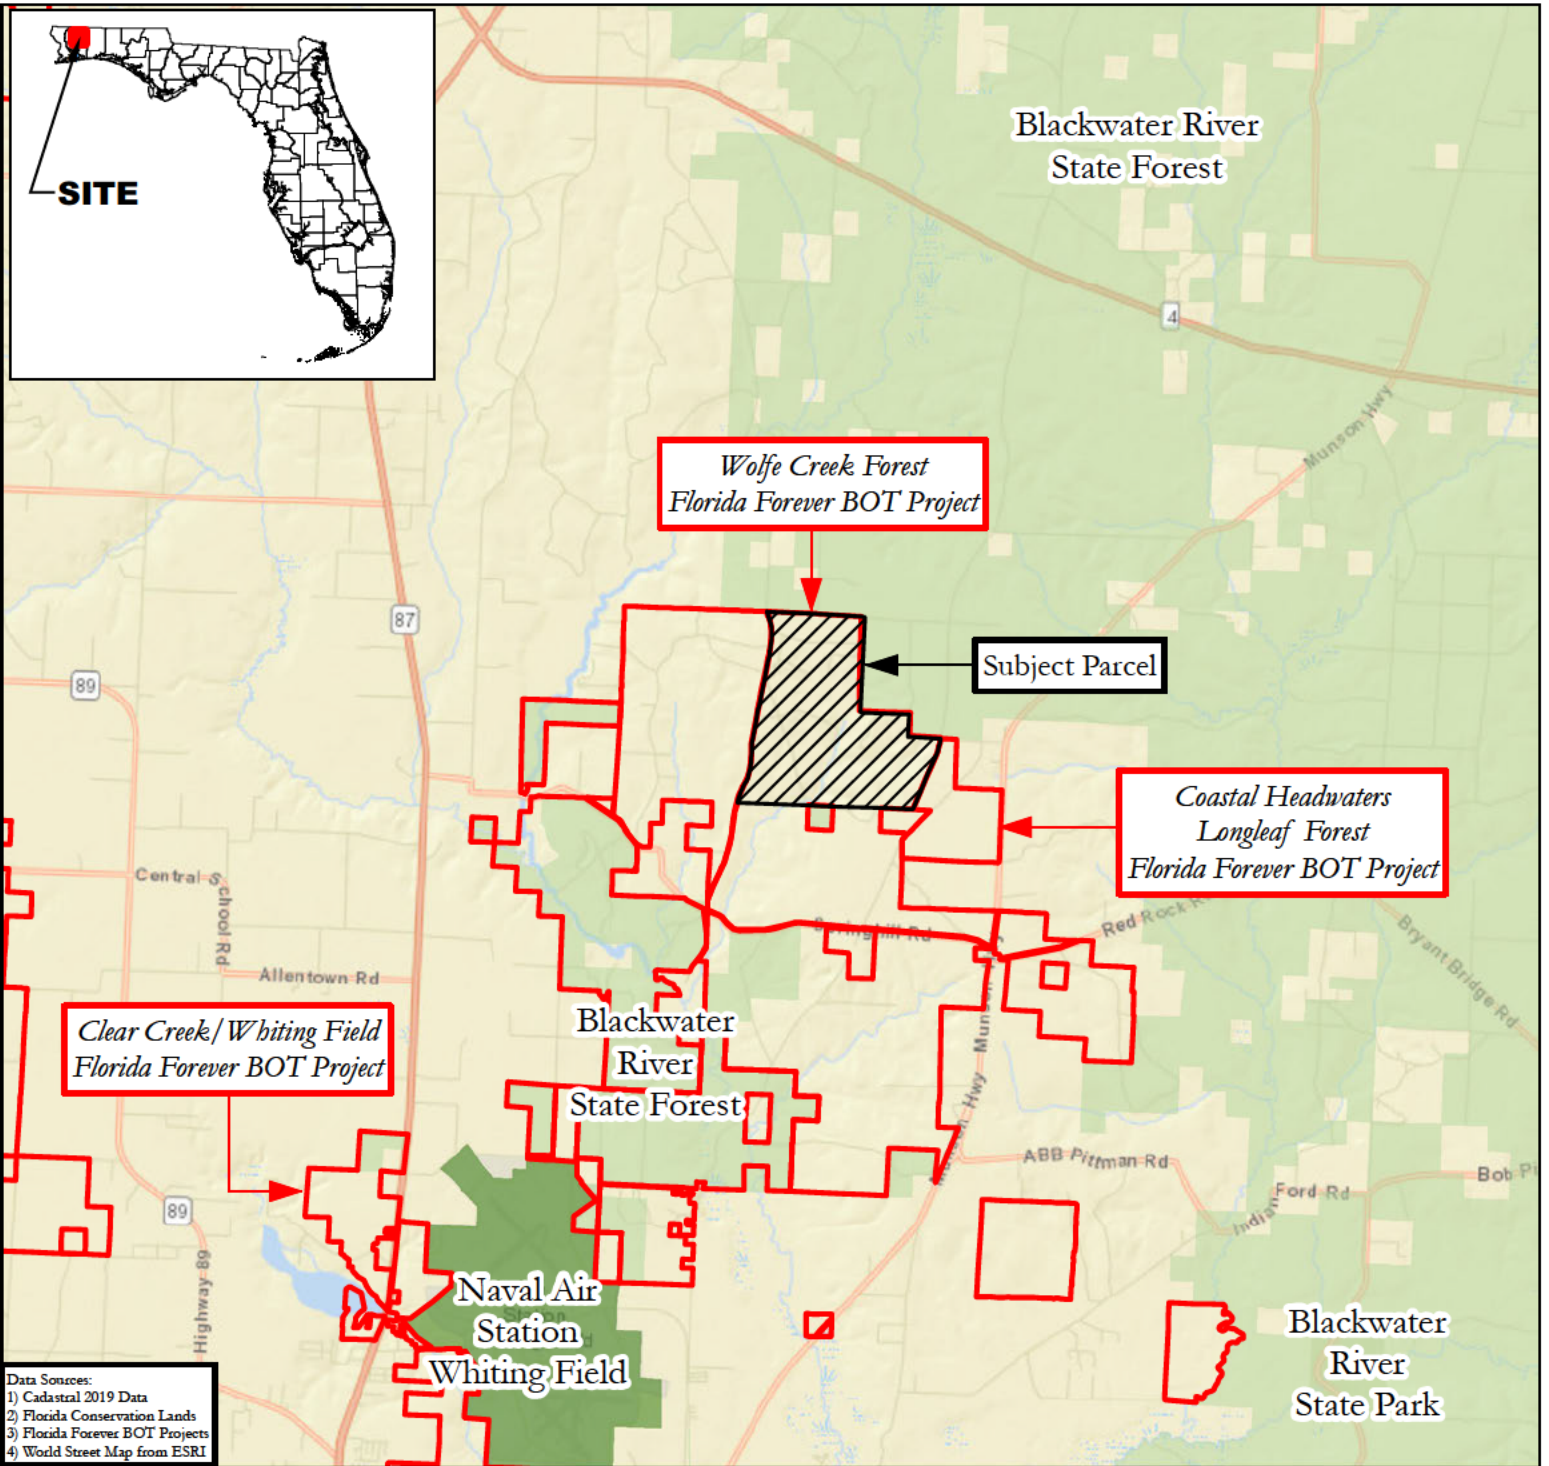 SITE
Blackwater River
State Forest
4
Munson Hwy
Wolfe Creek Forest
Florida Forever BOT Project
87
Subject Parcel
89
Coastal Headwaters
Longleaf Forest
Florida Forever BOT Project
Central School Rd
Red Rock
Springhill Rd
Bryant Bridge Rd
Allentown Rd
Clear Creek/Whiting Field
Florida Forever BOT Project
Blackwater
River
State Forest
Munson Hwy
ABB Pittman Rd
Bob Pi
Indian Ford Rd
89
Highway 89
Naval Air
Station
Whiting Field
Blackwater
River
State Park
Data Sources:
1) Cadastral 2019 Data
2) Florida Conservation Lands
3) Florida Forever BOT Projects
4) World Street Map from ESRI